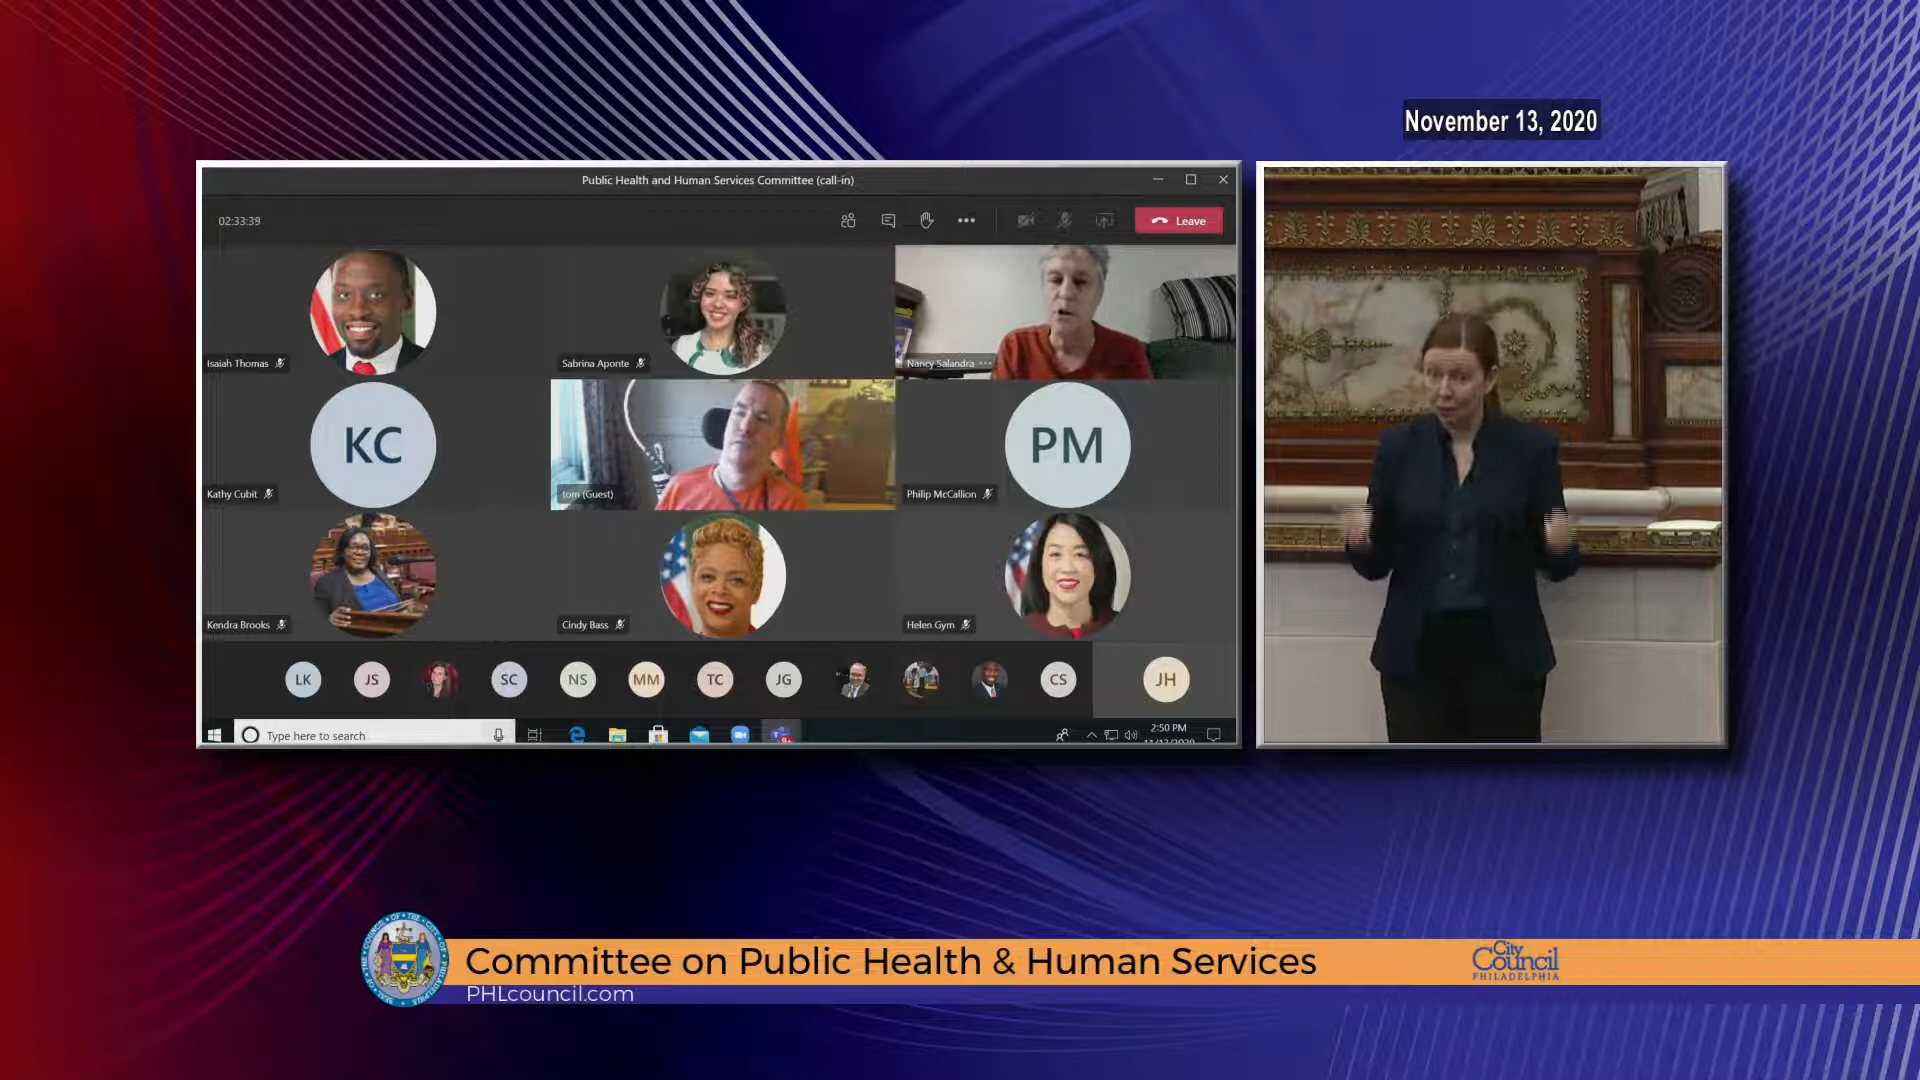 November 13, 2020
Public Health and Human Services Committee (call-in)
02:33:39
Leave
Isaiah Thomas
Sabrina Aponte
Nancy Salandra
KC
PM
Kathy Cubit
tom (Guest)
Philip McCallion
Kendra Brooks
Cindy Bass
Helen Gym
LK
JS
SC
NS
MM
TC
JG
CS
JH
Type here to search
2:50 PM
11/13/2020
Committee on Public Health & Human Services
City
Council
PHILADELPHIA
PHLcouncil.com